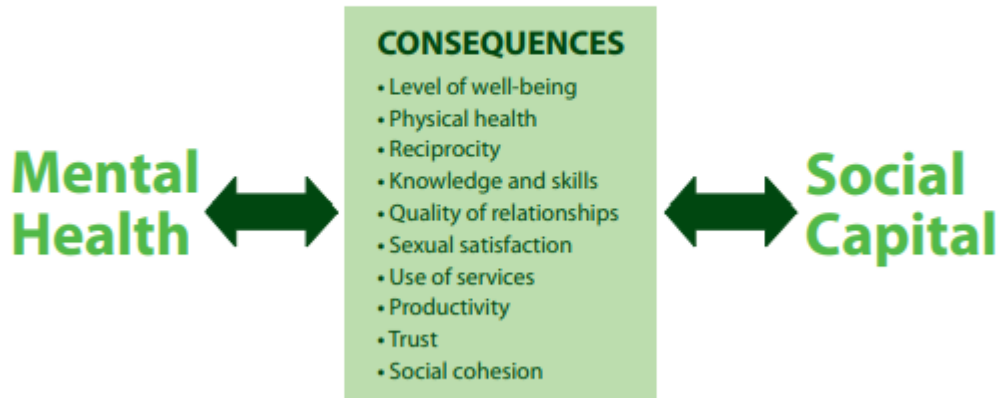 Mental
Health
CONSEQUENCES
• Level of well-being
• Physical health
• Reciprocity
• Knowledge and skills
• Quality of relationships
• Sexual satisfaction
• Use of services
• Productivity
• Trust
• Social cohesion
Social
Capital